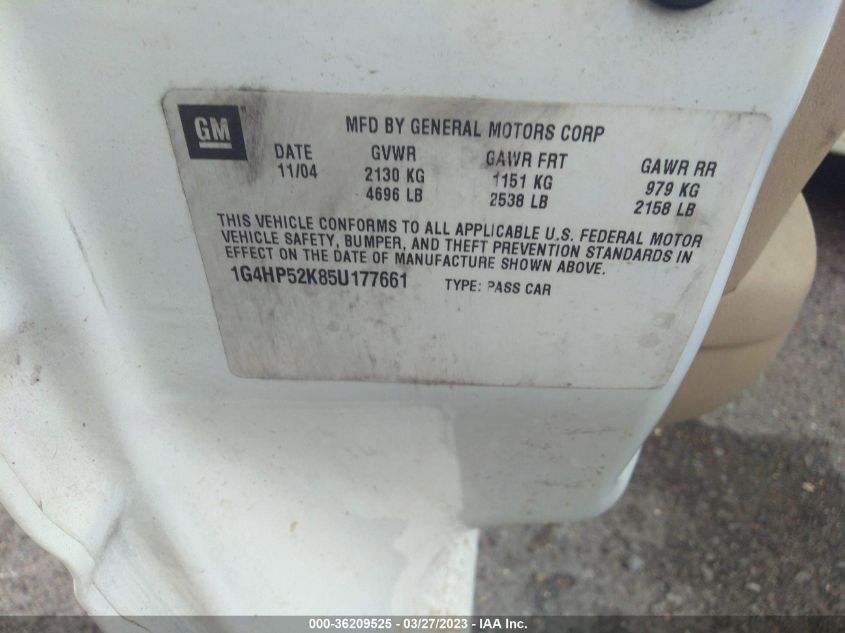 GM
MFD BY GENERAL MOTORS CORP
DATE GVWR GAWR FRT GAWR RR
11/04 2130 KG 1151 KG 979 KG
4696 LB 2538 LB 2158 LB
THIS VEHICLE CONFORMS TO ALL APPLICABLE U.S. FEDERAL MOTOR
VEHICLE SAFETY, BUMPER, AND THEFT PREVENTION STANDARDS IN
EFFECT ON THE DATE OF MANUFACTURE SHOWN ABOVE.
1G4HP52K85U177661 TYPE: PASS CAR
000-36209525 - 03/27/2023 - IAA Inc.